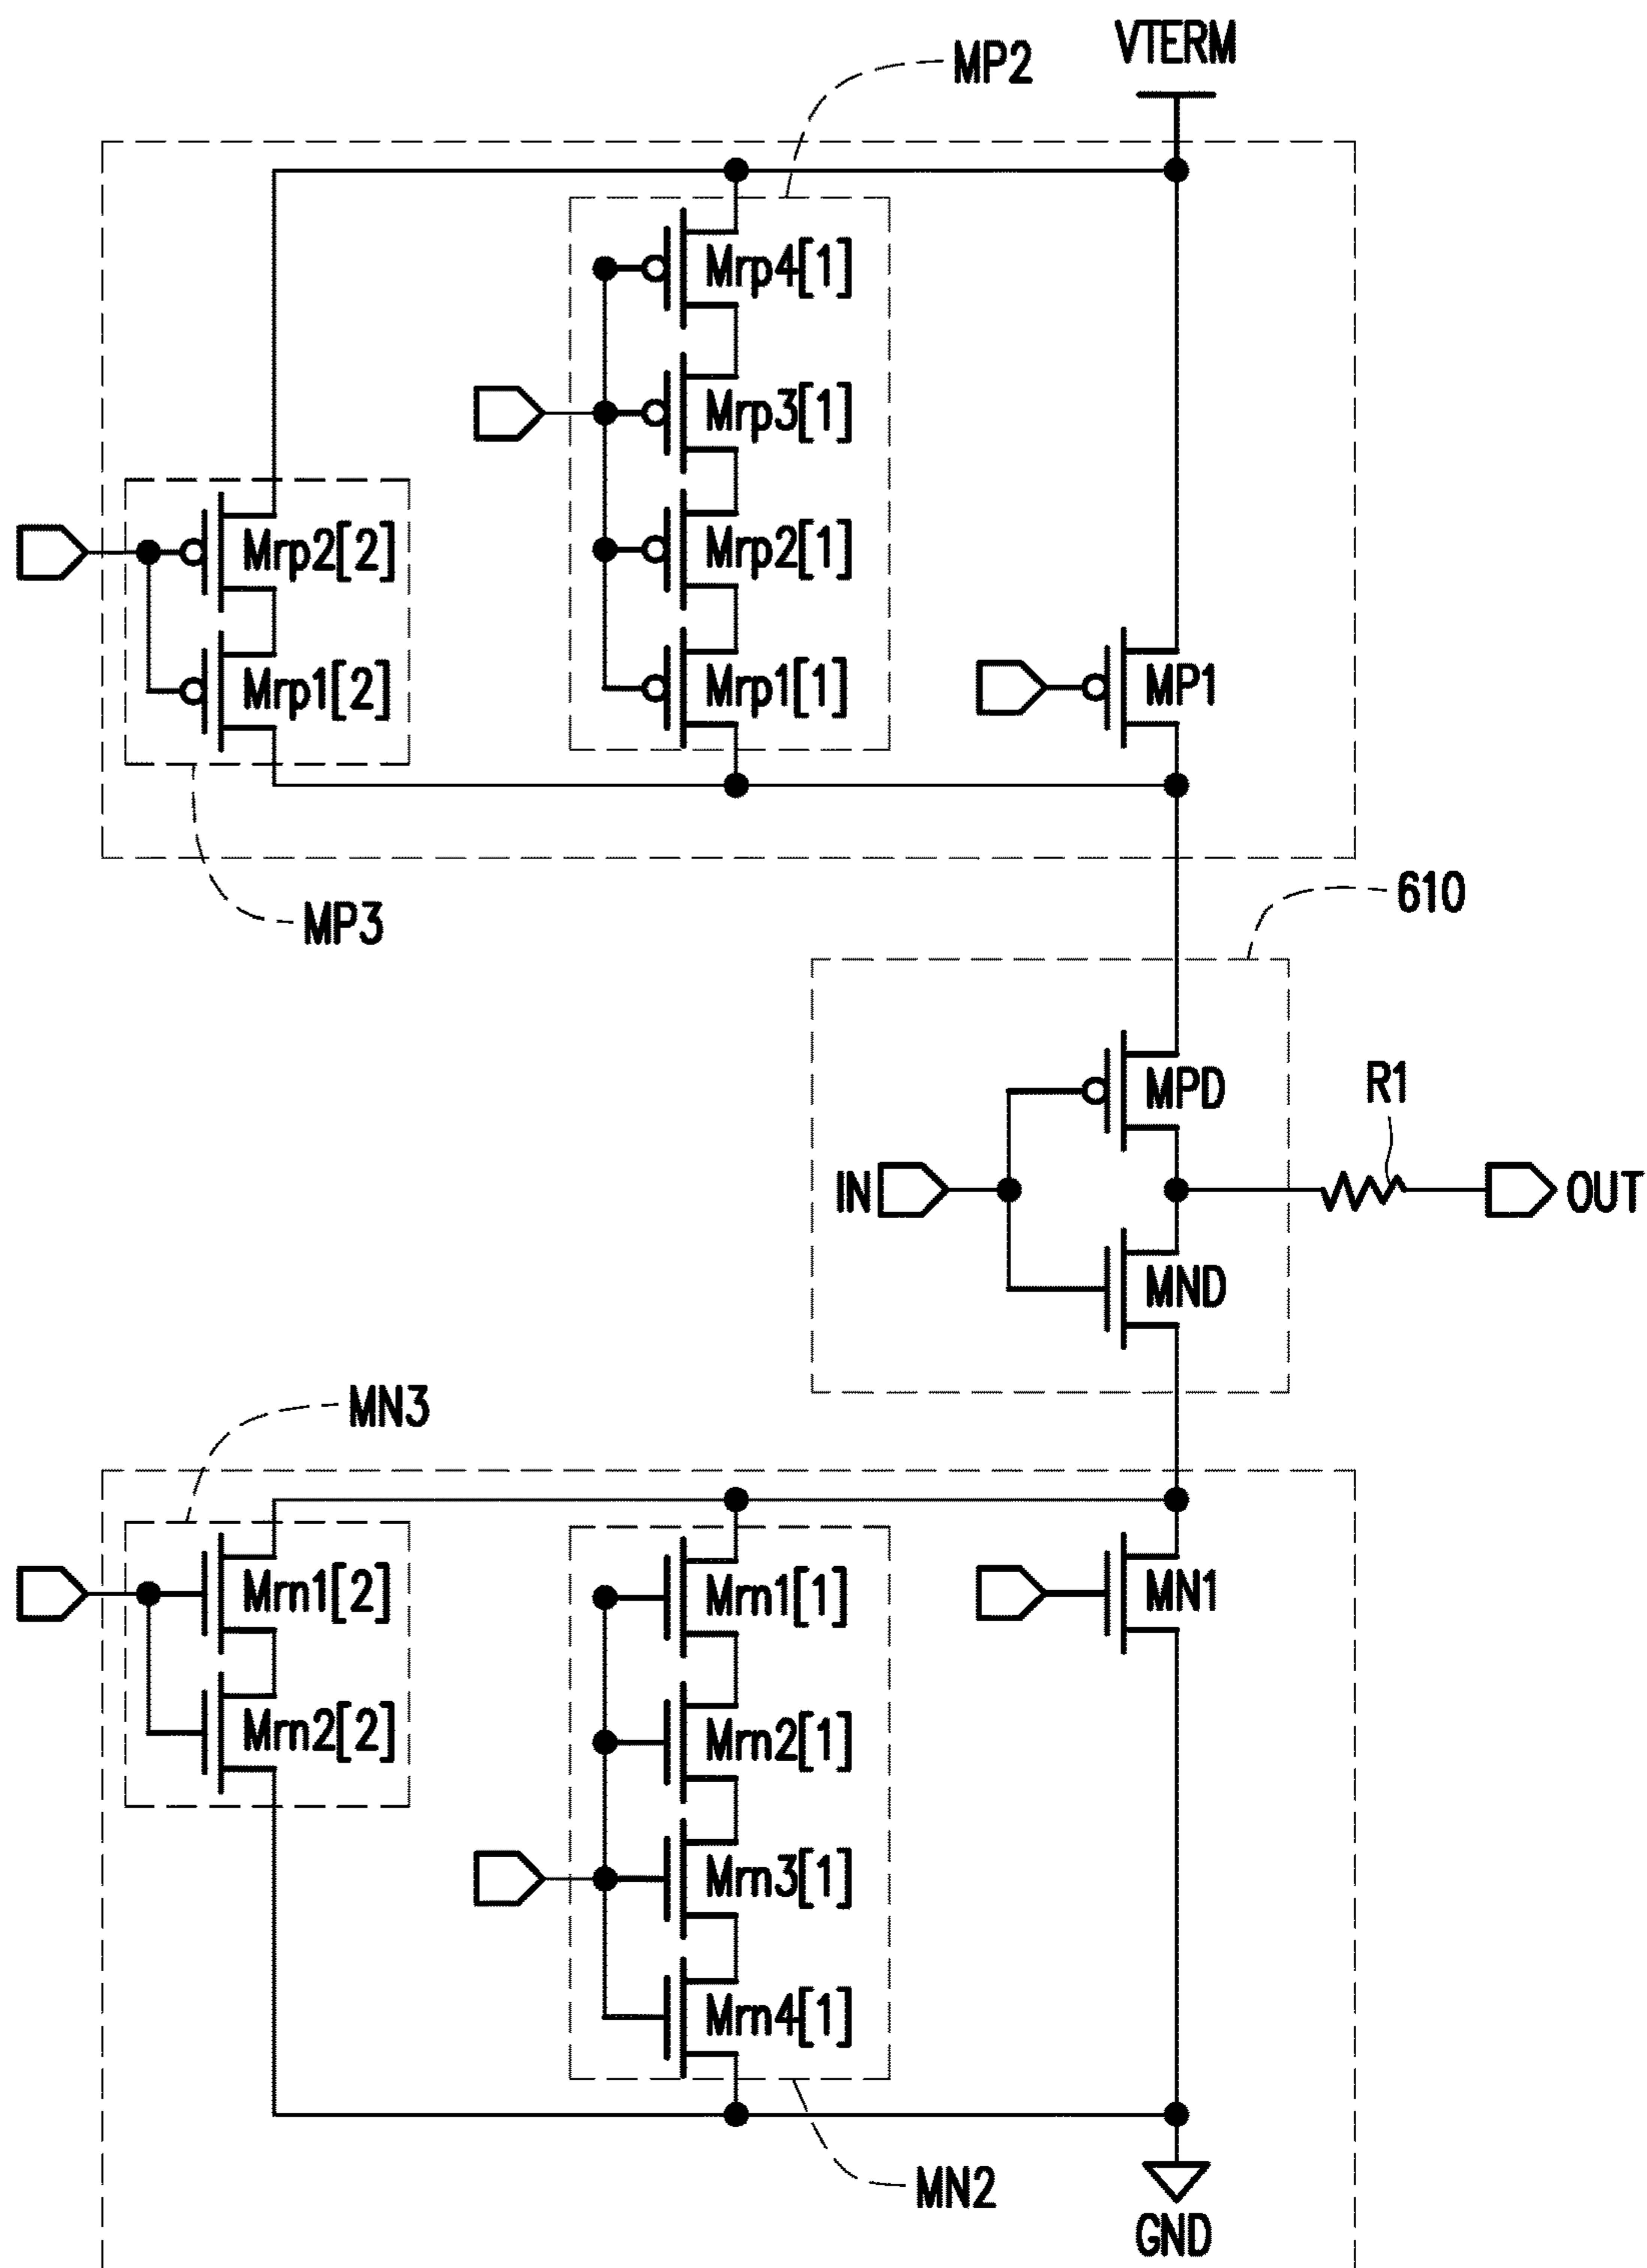 VTERM
MP2
Mrp4[1]
Mrp3[1]
Mrp2[2]
Mrp2[1]
Mrp1[2]
Mrp1[1]
MP1
MP3
610
MPD
R1
IN
OUT
MND
MN3
Mrn1[2]
Mrn1[1]
MN1
Mrn2[2]
Mrn2[1]
Mrn3[1]
Mrn4[1]
MN2
GND